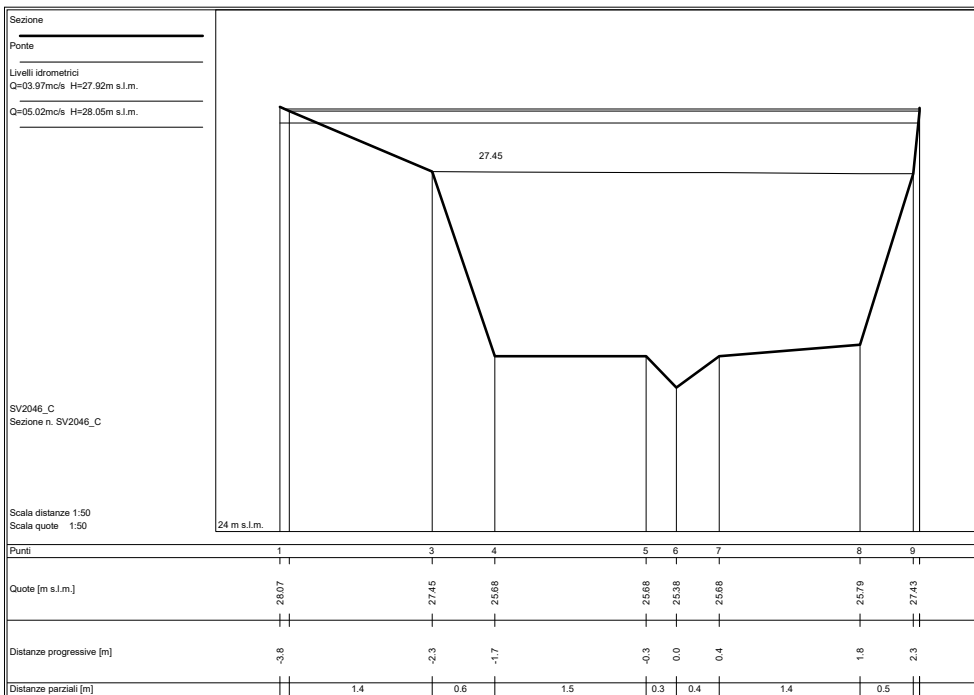 Sezione
Ponte
Livelli idrometrici
Q=03.97mc/s H=27.92m s.l.m.
Q=05.02mc/s H=28.05m s.l.m.
27.45
SV2046_C
Sezione n. SV2046_C
Scala distanze 1:50
Scala quote 1:50
24 m s.l.m.
Punti 1 3 4 5 6 7 8 9
Quote [m s.l.m.] 28.07 27.45 25.68 25.68 25.38 25.68 25.79 27.43
Distanze progressive [m] -3.8 -2.3 -1.7 -0.3 0.0 0.4 1.8 2.3
Distanze parziali [m] 1.4 0.6 1.5 0.3 0.4 1.4 0.5